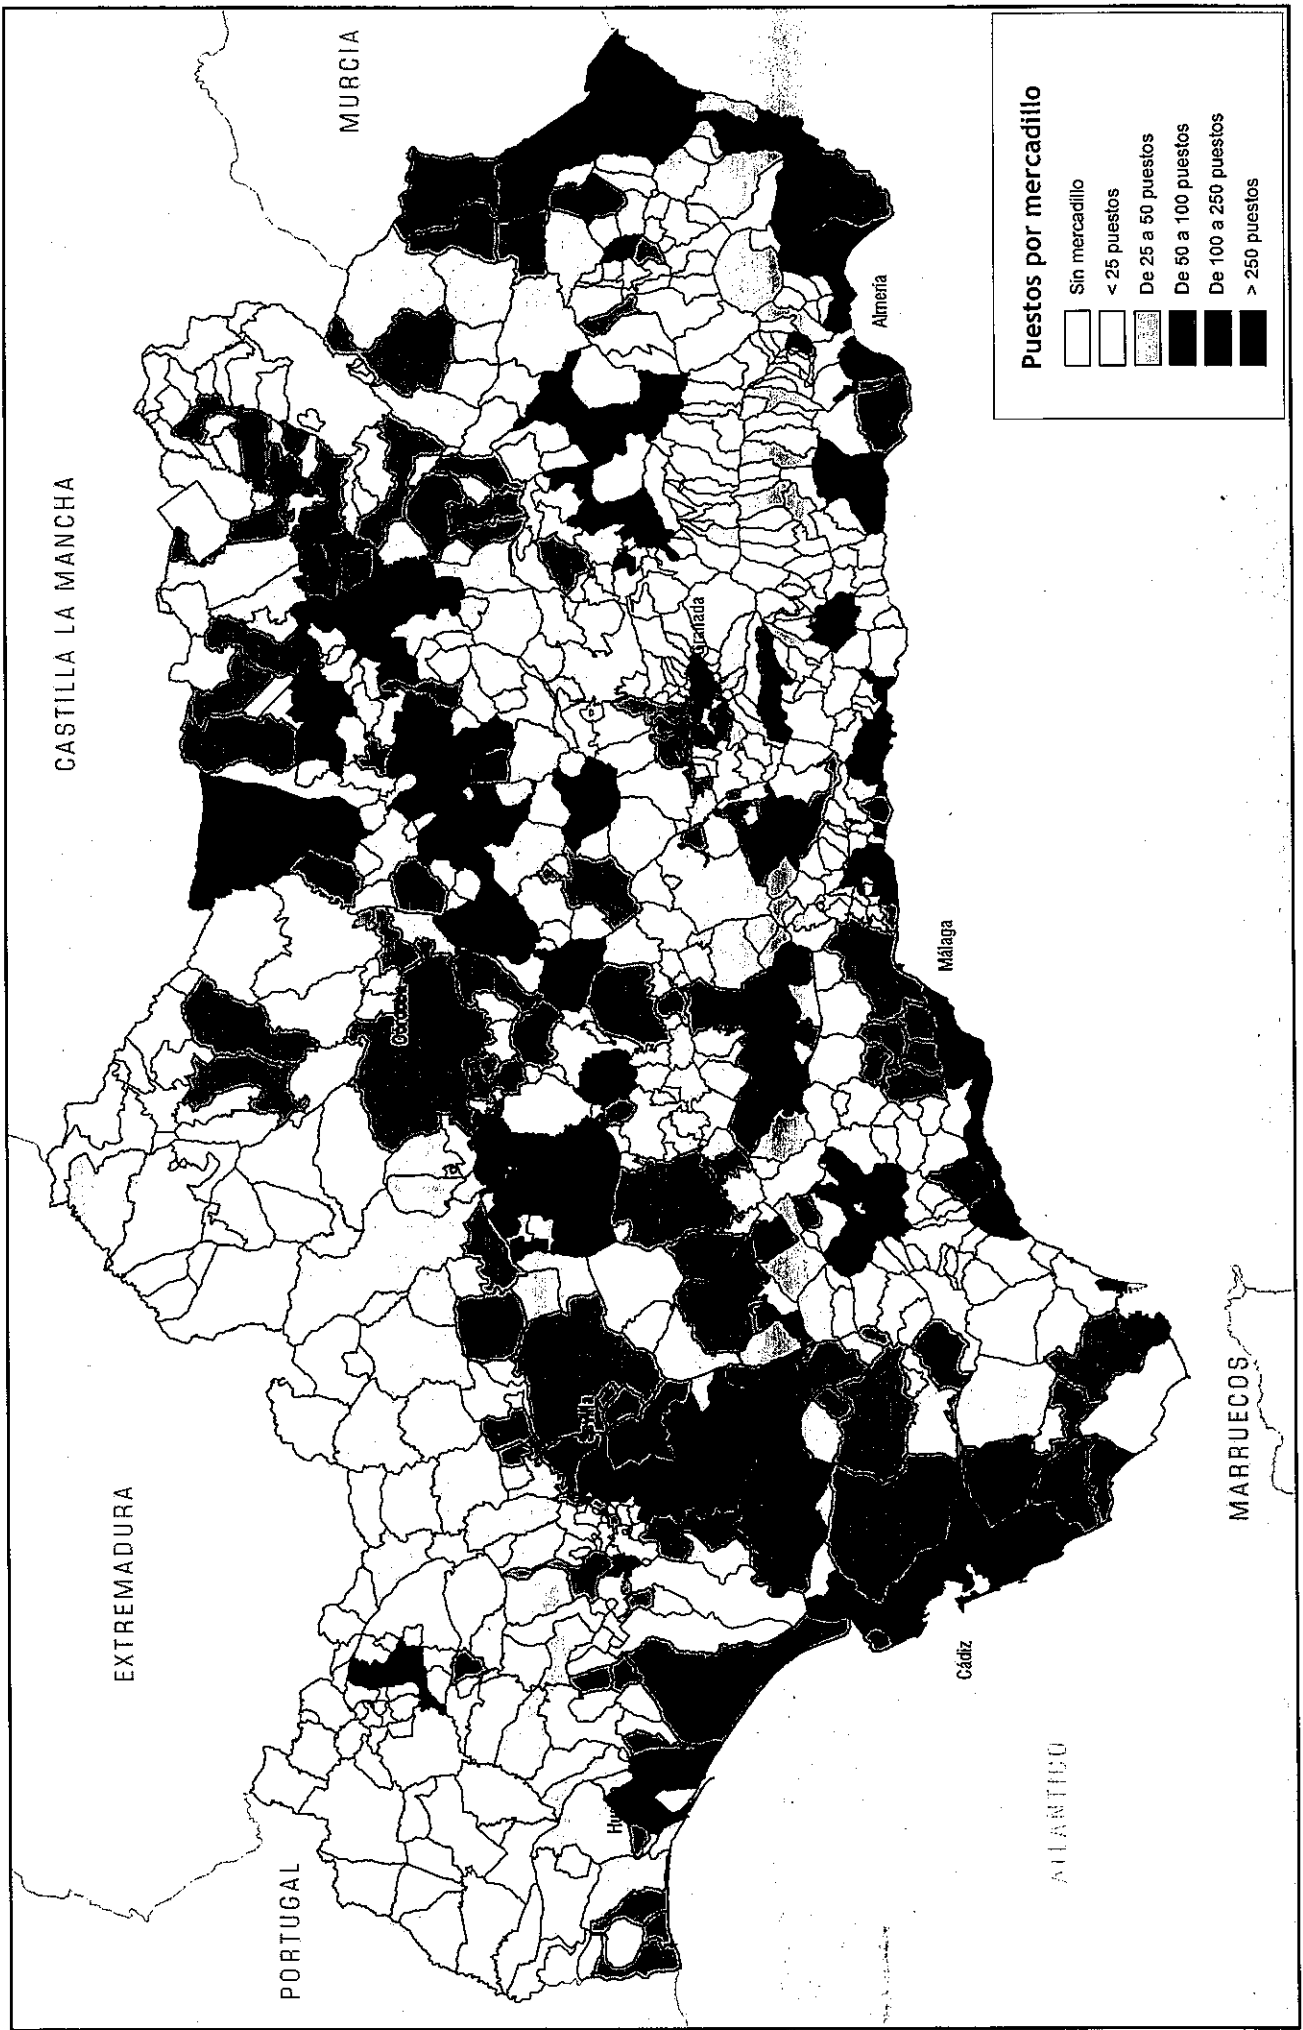 CASTILLA LA MANCHA
EXTREMADURA
MURCIA
PORTUGAL
Córdoba
Sevilla
Granada
Almería
Málaga
Cádiz
ATLANTICO
MARRUECOS
Puestos por mercadillo
Sin mercadillo
< 25 puestos
De 25 a 50 puestos
De 50 a 100 puestos
De 100 a 250 puestos
> 250 puestos